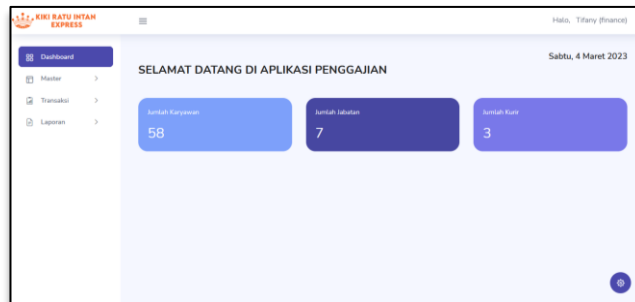 KIKI RATU INTAH
EXPRESS
Halo, Tifany (finance)
Dashboard
Master
Transaksi
Laporan
Sabtu, 4 Maret 2023
SELAMAT DATANG DI APLIKASI PENGGAJIAN
Jumlah Karyawan
58
Jumlah Jabatan
7
Jumlah Kurir
3